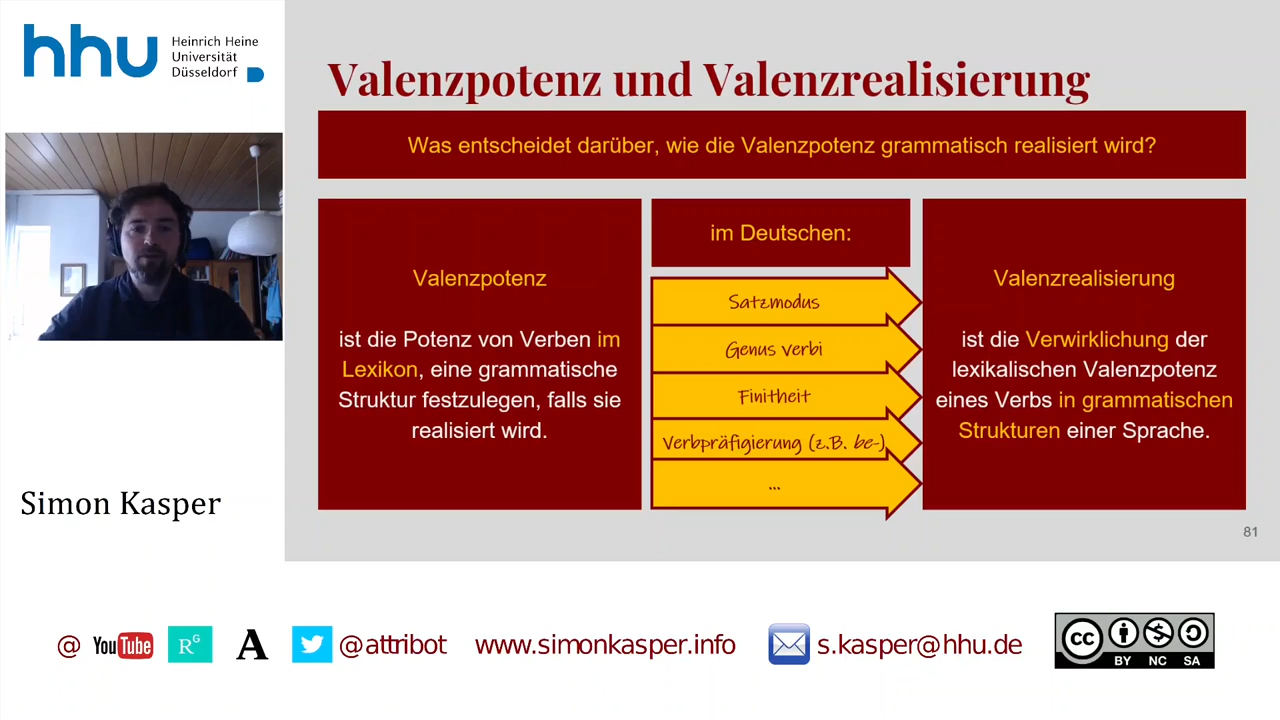 hhu
Heinrich Heine
Universität
Düsseldorf
Valenzpotenz und Valenzrealisierung
Was entscheidet darüber, wie die Valenzpotenz grammatisch realisiert wird?
Valenzpotenz
ist die Potenz von Verben im
Lexikon, eine grammatische
Struktur festzulegen, falls sie
realisiert wird.
im Deutschen:
Satzmodus
Genus verbi
Finitheit
Verbpräfigierung (z.B. be-)
...
Valenzrealisierung
ist die Verwirklichung der
lexikalischen Valenzpotenz
eines Verbs in grammatischen
Strukturen einer Sprache.
81
Simon Kasper
@ YouTube RG A @attribot www.simonkasper.info s.kasper@hhu.de
cc BY NC SA